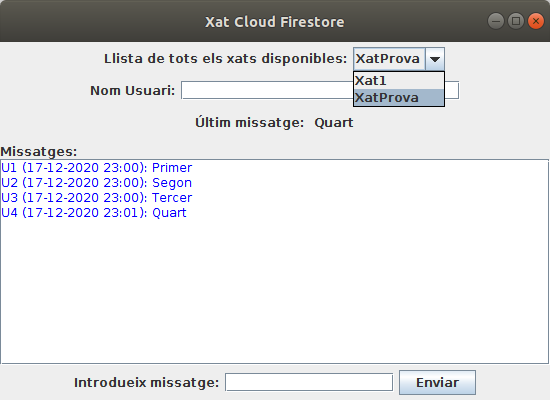 Xat Cloud Firestore
Llista de tots els xats disponibles: XatProva
Xat1
XatProva
Nom Usuari:
Últim missatge: Quart
Missatges:
U1 (17-12-2020 23:00): Primer
U2 (17-12-2020 23:00): Segon
U3 (17-12-2020 23:00): Tercer
U4 (17-12-2020 23:01): Quart
Introdueix missatge: Enviar